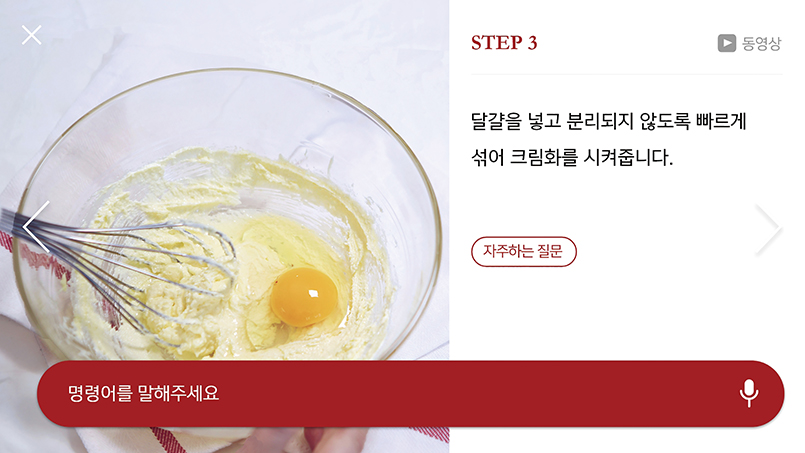 STEP 3
동영상
달걀을 넣고 분리되지 않도록 빠르게
섞어 크림화를 시켜줍니다.
자주하는 질문
명령어를 말해주세요